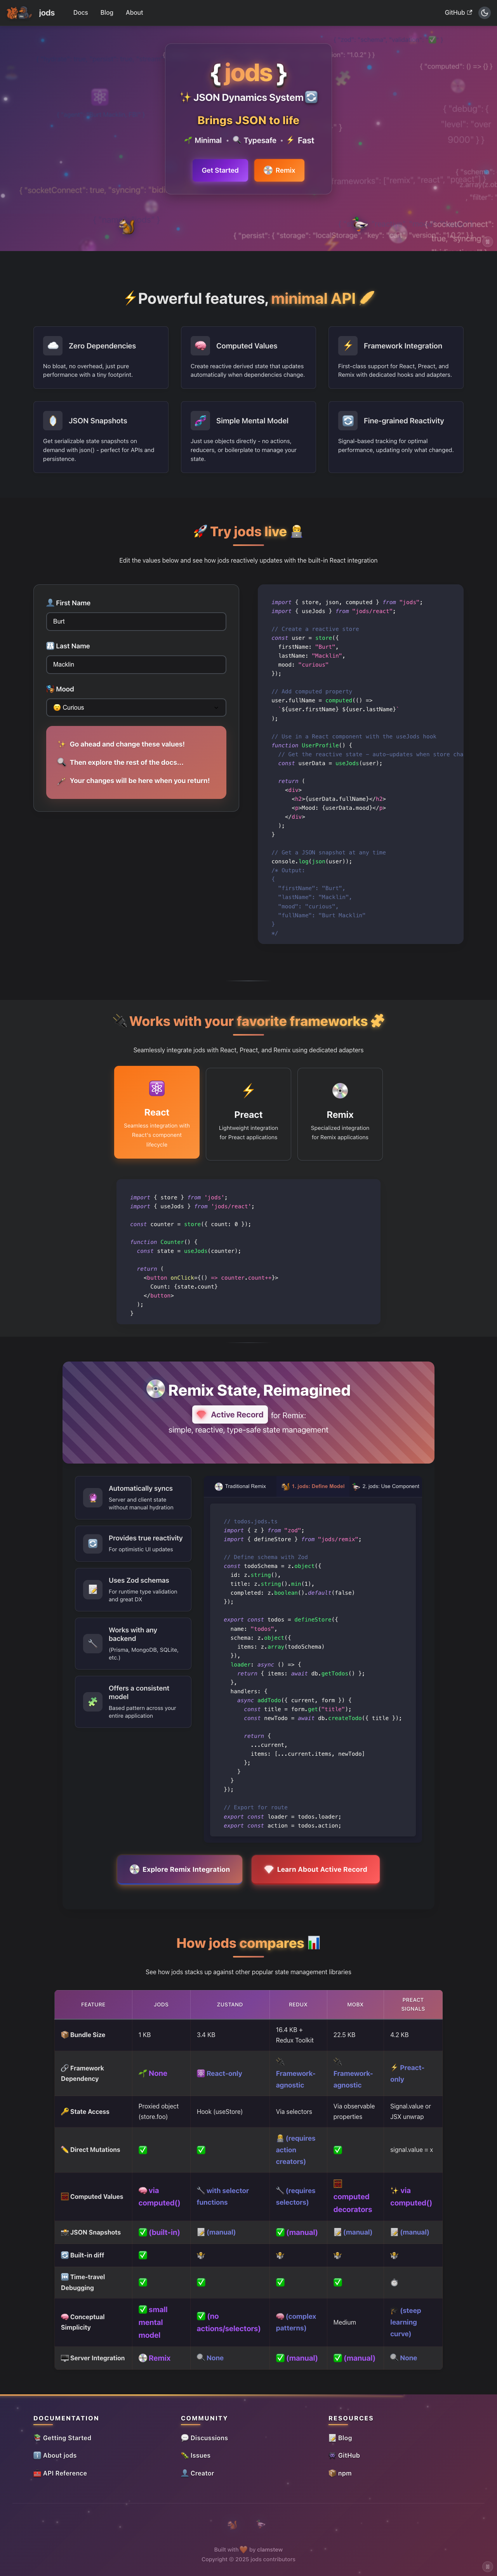 jods
Docs
Blog
About
GitHub
{ jods }
JSON Dynamics System
Brings JSON to life
Minimal • Typesafe • Fast
Get Started
Remix
{ "computed": () => {} }
{ "debug": {
"level": "over
9000" } }
{ "socketConnect":
true, "syncing":
Powerful features, minimal API
Zero Dependencies
No bloat, no overhead, just pure
performance with a tiny footprint.
Computed Values
Create reactive derived state that updates
automatically when dependencies change.
Framework Integration
First-class support for React, Preact, and
Remix with dedicated hooks and adapters.
JSON Snapshots
Get serializable state snapshots on
demand with json() - perfect for APIs and
persistence.
Simple Mental Model
Just use objects directly - no actions,
reducers, or boilerplate to manage your
state.
Fine-grained Reactivity
Signal-based tracking for optimal
performance, updating only what changed.
Try jods live
Edit the values below and see how jods reactively updates with the built-in React integration
First Name
Burt
Last Name
Macklin
Mood
Curious
Go ahead and change these values!
Then explore the rest of the docs...
Your changes will be here when you return!
import { store, json, computed } from "jods";
import { useJods } from "jods/react";
// Create a reactive store
const user = store({
firstName: "Burt",
lastName: "Macklin",
mood: "curious"
});
// Add computed property
user.fullName = computed(() =>
`${user.firstName} ${user.lastName}`
);
// Use in a React component with the useJods hook
function UserProfile() {
// Get the reactive state — auto-updates when store cha
const userData = useJods(user);
return (
<div>
<h2>{userData.fullName}</h2>
<p>Mood: {userData.mood}</p>
</div>
);
}
// Get a JSON snapshot at any time
console.log(json(user));
/* Output:
{
"firstName": "Burt",
"lastName": "Macklin",
"mood": "curious",
"fullName": "Burt Macklin"
}
*/
Works with your favorite frameworks
Seamlessly integrate jods with React, Preact, and Remix using dedicated adapters
React
Seamless integration with
React's component
lifecycle
Preact
Lightweight integration
for Preact applications
Remix
Specialized integration
for Remix applications
import { store } from 'jods';
import { useJods } from 'jods/react';
const counter = store({ count: 0 });
function Counter() {
const state = useJods(counter);
return (
<button onClick={() => counter.count++}>
Count: {state.count}
</button>
);
}
Remix State, Reimagined
Active Record for Remix:
simple, reactive, type-safe state management
Automatically syncs
Server and client state
without manual hydration
Provides true reactivity
For optimistic UI updates
Uses Zod schemas
For runtime type validation
and great DX
Works with any
backend
(Prisma, MongoDB, SQLite,
etc.)
Offers a consistent
model
Based pattern across your
entire application
Traditional Remix
1. jods: Define Model
2. jods: Use Component
// todos.jods.ts
import { z } from "zod";
import { defineStore } from "jods/remix";
// Define schema with Zod
const todoSchema = z.object({
id: z.string(),
title: z.string().min(1),
completed: z.boolean().default(false)
});
export const todos = defineStore({
name: "todos",
schema: z.object({
items: z.array(todoSchema)
}),
loader: async () => {
return { items: await db.getTodos() };
},
handlers: {
async addTodo({ current, form }) {
const title = form.get("title");
const newTodo = await db.createTodo({ title });
return {
...current,
items: [...current.items, newTodo]
};
}
}
});
// Export for route
export const loader = todos.loader;
export const action = todos.action;
Explore Remix Integration
Learn About Active Record
How jods compares
See how jods stacks up against other popular state management libraries
FEATURE JODS ZUSTAND REDUX MOBX PREACT SIGNALS
Bundle Size 1 KB 3.4 KB 16.4 KB + Redux Toolkit 22.5 KB 4.2 KB
Framework Dependency None React-only Framework-agnostic Framework-agnostic Preact-only
State Access Proxied object (store.foo) Hook (useStore) Via selectors Via observable properties Signal.value or JSX unwrap
Direct Mutations (requires action creators) signal.value = x
Computed Values via computed() with selector functions (requires selectors) computed decorators via computed()
JSON Snapshots (built-in) (manual) (manual) (manual) (manual)
Built-in diff
Time-travel Debugging
Conceptual Simplicity small mental model (no actions/selectors) (complex patterns) Medium (steep learning curve)
Server Integration Remix None (manual) (manual) None
DOCUMENTATION
Getting Started
About jods
API Reference
COMMUNITY
Discussions
Issues
Creator
RESOURCES
Blog
GitHub
npm
Built with by clamstew
Copyright © 2025 jods contributors